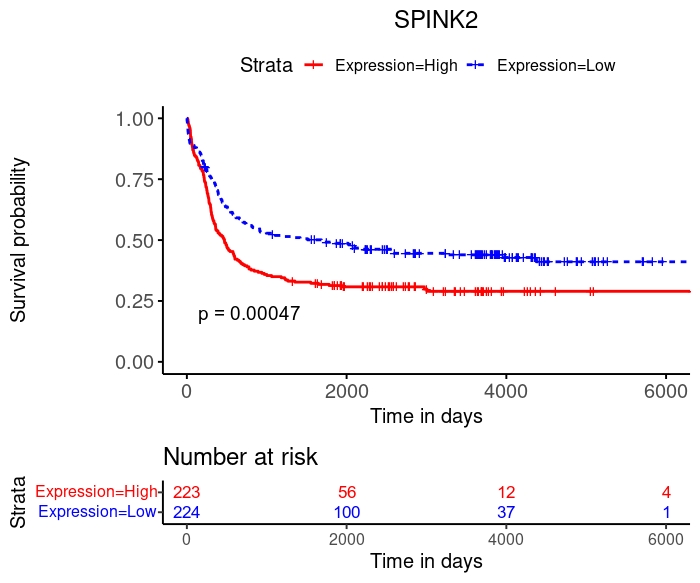 SPINK2
Strata Expression=High Expression=Low
Survival probability
1.00
0.75
0.50
0.25
0.00
p = 0.00047
0 2000 4000 6000
Time in days
Number at risk
Strata
Expression=High 223 56 12 4
Expression=Low 224 100 37 1
0 2000 4000 6000
Time in days